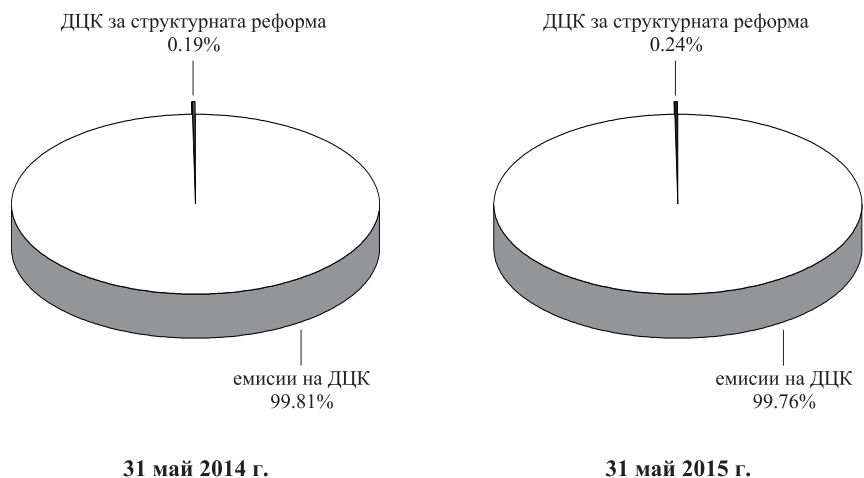 ДЦК за структурната реформа
0.19%
емисии на ДЦК
99.81%
31 май 2014 г.
ДЦК за структурната реформа
0.24%
емисии на ДЦК
99.76%
31 май 2015 г.